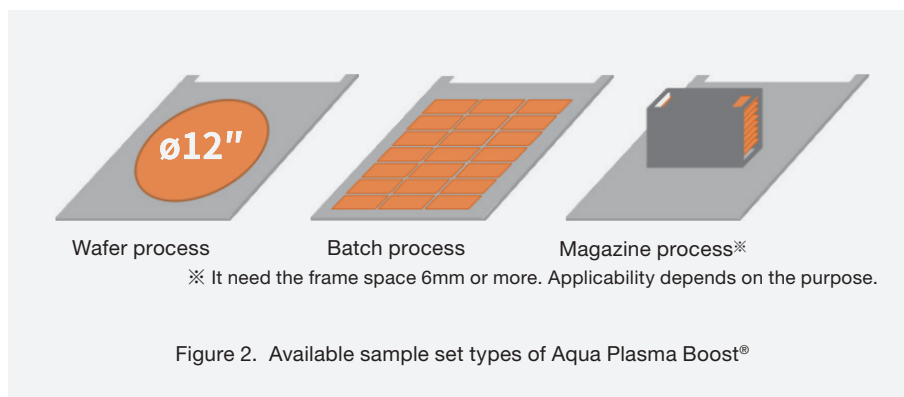 ø12"
Wafer process
Batch process
Magazine process※
※ It need the frame space 6mm or more. Applicability depends on the purpose.
Figure 2. Available sample set types of Aqua Plasma Boost®